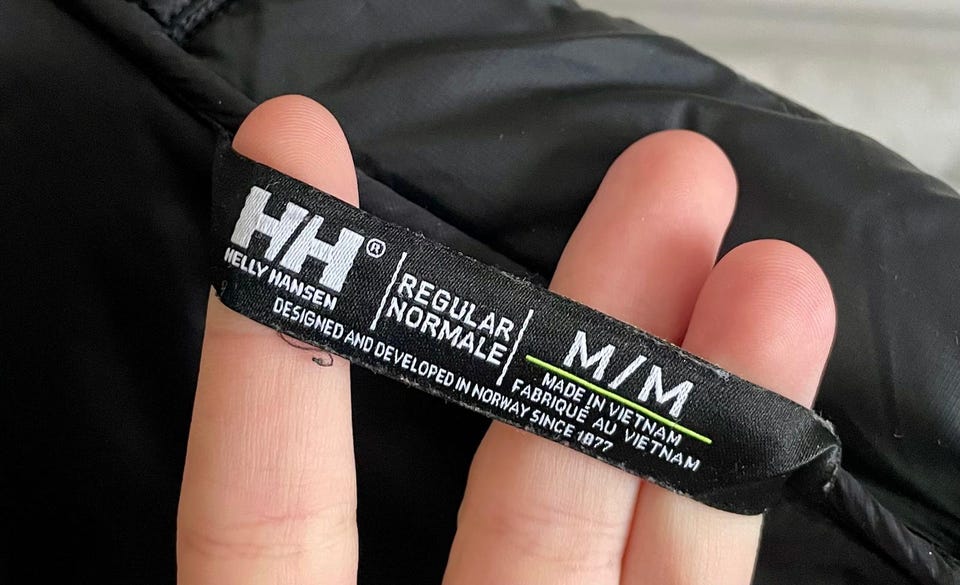 HH®
HELLY HANSEN
REGULAR
NORMALE
M/M
MADE IN VIETNAM
FABRIQUÉ AU VIETNAM
DESIGNED AND DEVELOPED IN NORWAY SINCE 1877